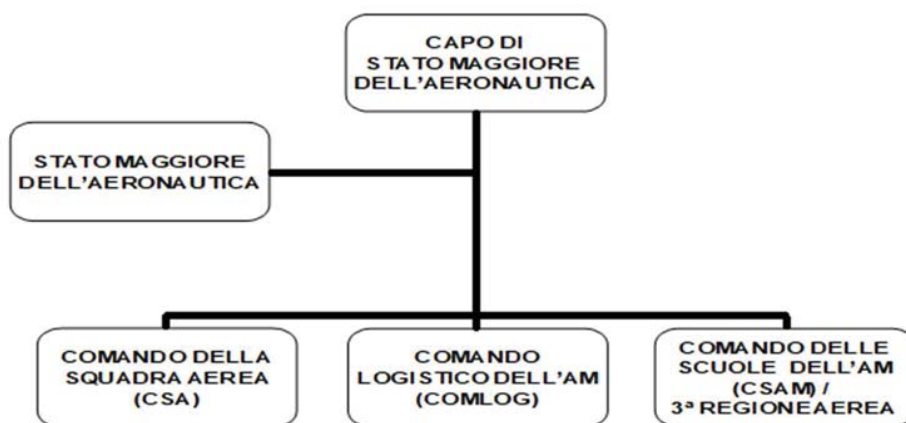 CAPO DI
STATO MAGGIORE
DELL'AERONAUTICA
STATO MAGGIORE
DELL'AERONAUTICA
COMANDO DELLA
SQUADRA AEREA
(CSA)
COMANDO
LOGISTICO DELL'AM
(COMLOG)
COMANDO DELLE
SCUOLE DELL'AM
(CSAM) /
3ª REGIONE AEREA